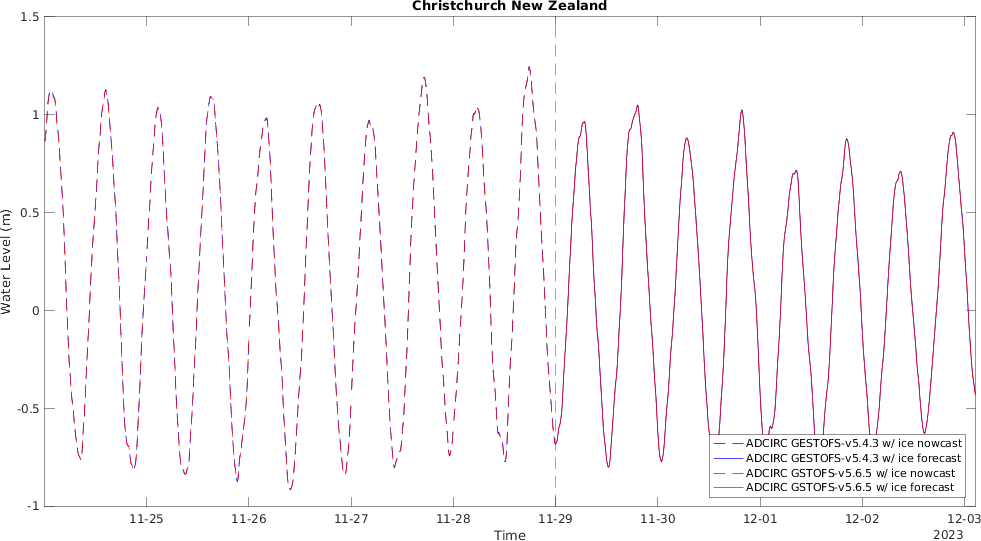 Christchurch New Zealand
1.5
1
0.5
0
-0.5
-1
Water Level (m)
11-25 11-26 11-27 11-28 11-29 11-30 12-01 12-02 12-03
2023
Time
ADCIRC GESTOFS-v5.4.3 w/ ice nowcast
ADCIRC GESTOFS-v5.4.3 w/ ice forecast
ADCIRC GSTOFS-v5.6.5 w/ ice nowcast
ADCIRC GSTOFS-v5.6.5 w/ ice forecast